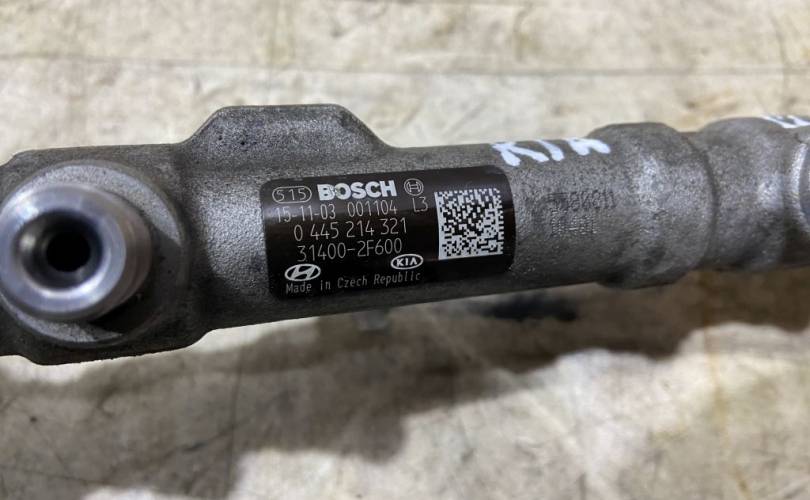 KIA
515 BOSCH
15-11-03 001104 L3
0 445 214 321
31400-2F600
KIA
Made in Czech Republic